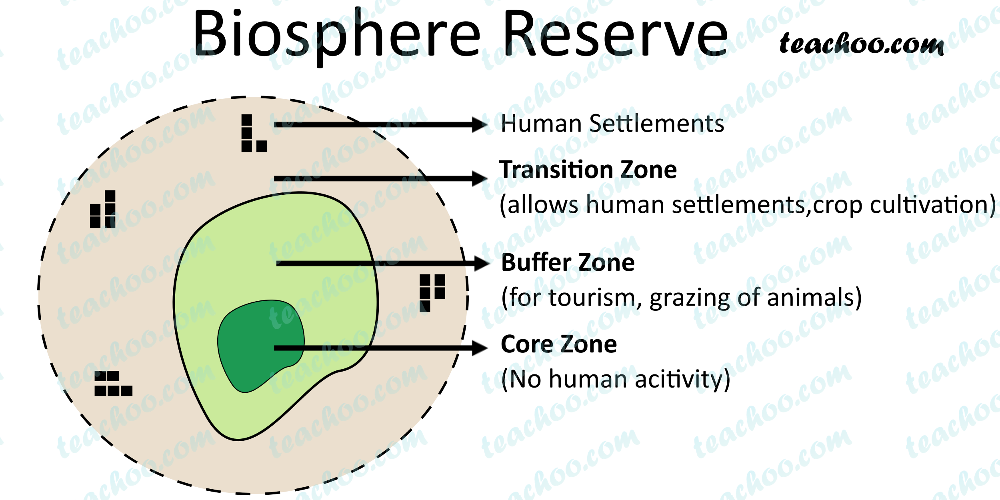 Biosphere Reserve
teachoo.com
Human Settlements
Transition Zone
(allows human settlements,crop cultivation)
Buffer Zone
(for tourism, grazing of animals)
Core Zone
(No human acitivity)